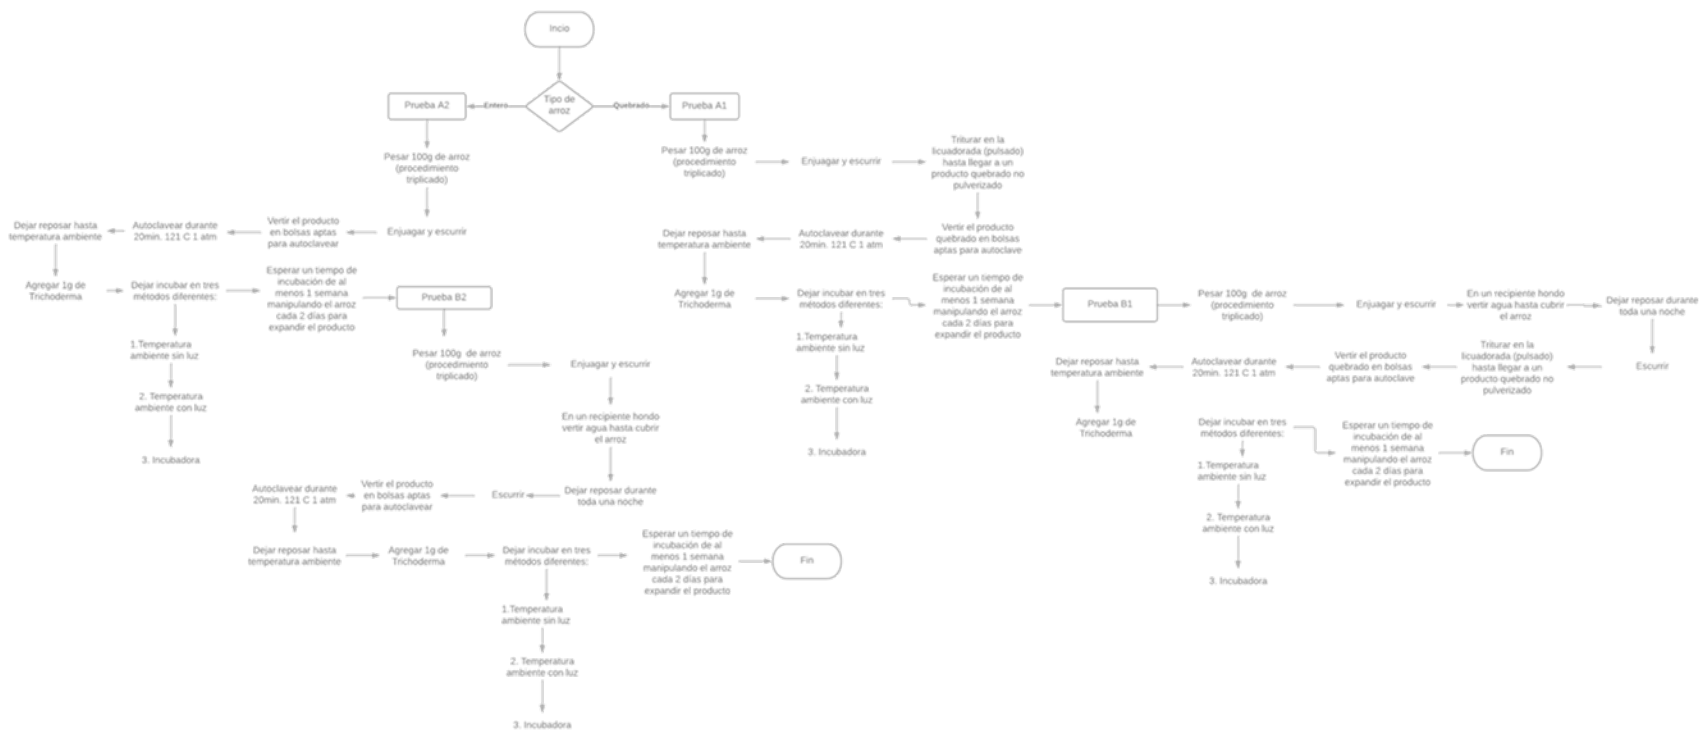 Incio
Tipo de
arroz
Entero
Quebrado
Prueba A2
Pesar 100g de arroz
(procedimiento
triplicado)
Enjuagar y escurrir
Vertir el producto
en bolsas aptas
para autoclavear
Autoclavear durante
20min. 121 C 1 atm
Dejar reposar hasta
temperatura ambiente
Agregar 1g de
Trichoderma
Dejar incubar en tres
métodos diferentes:
1.Temperatura
ambiente sin luz
2. Temperatura
ambiente con luz
3. Incubadora
Esperar un tiempo de
incubación de al
menos 1 semana
manipulando el arroz
cada 2 días para
expandir el producto
Prueba B2
Pesar 100g de arroz
(procedimiento
triplicado)
Enjuagar y escurrir
En un recipiente hondo
vertir agua hasta cubrir
el arroz
Dejar reposar durante
toda una noche
Escurrir
Vertir el producto
en bolsas aptas
para autoclavear
Autoclavear durante
20min. 121 C 1 atm
Dejar reposar hasta
temperatura ambiente
Agregar 1g de
Trichoderma
Dejar incubar en tres
métodos diferentes:
1.Temperatura
ambiente sin luz
2. Temperatura
ambiente con luz
3. Incubadora
Esperar un tiempo de
incubación de al
menos 1 semana
manipulando el arroz
cada 2 días para
expandir el producto
Fin
Prueba A1
Pesar 100g de arroz
(procedimiento
triplicado)
Enjuagar y escurrir
Triturar en la
licuadorada (pulsado)
hasta llegar a un
producto quebrado no
pulverizado
Vertir el producto
quebrado en bolsas
aptas para autoclave
Autoclavear durante
20min. 121 C 1 atm
Dejar reposar hasta
temperatura ambiente
Agregar 1g de
Trichoderma
Dejar incubar en tres
métodos diferentes:
1.Temperatura
ambiente sin luz
2. Temperatura
ambiente con luz
3. Incubadora
Esperar un tiempo de
incubación de al
menos 1 semana
manipulando el arroz
cada 2 días para
expandir el producto
Prueba B1
Pesar 100g de arroz
(procedimiento
triplicado)
Enjuagar y escurrir
En un recipiente hondo
vertir agua hasta cubrir
el arroz
Dejar reposar durante
toda una noche
Escurrir
Triturar en la
licuadorada (pulsado)
hasta llegar a un
producto quebrado no
pulverizado
Vertir el producto
quebrado en bolsas
aptas para autoclave
Autoclavear durante
20min. 121 C 1 atm
Dejar reposar hasta
temperatura ambiente
Agregar 1g de
Trichoderma
Dejar incubar en tres
métodos diferentes:
1.Temperatura
ambiente sin luz
2. Temperatura
ambiente con luz
3. Incubadora
Esperar un tiempo de
incubación de al
menos 1 semana
manipulando el arroz
cada 2 días para
expandir el producto
Fin